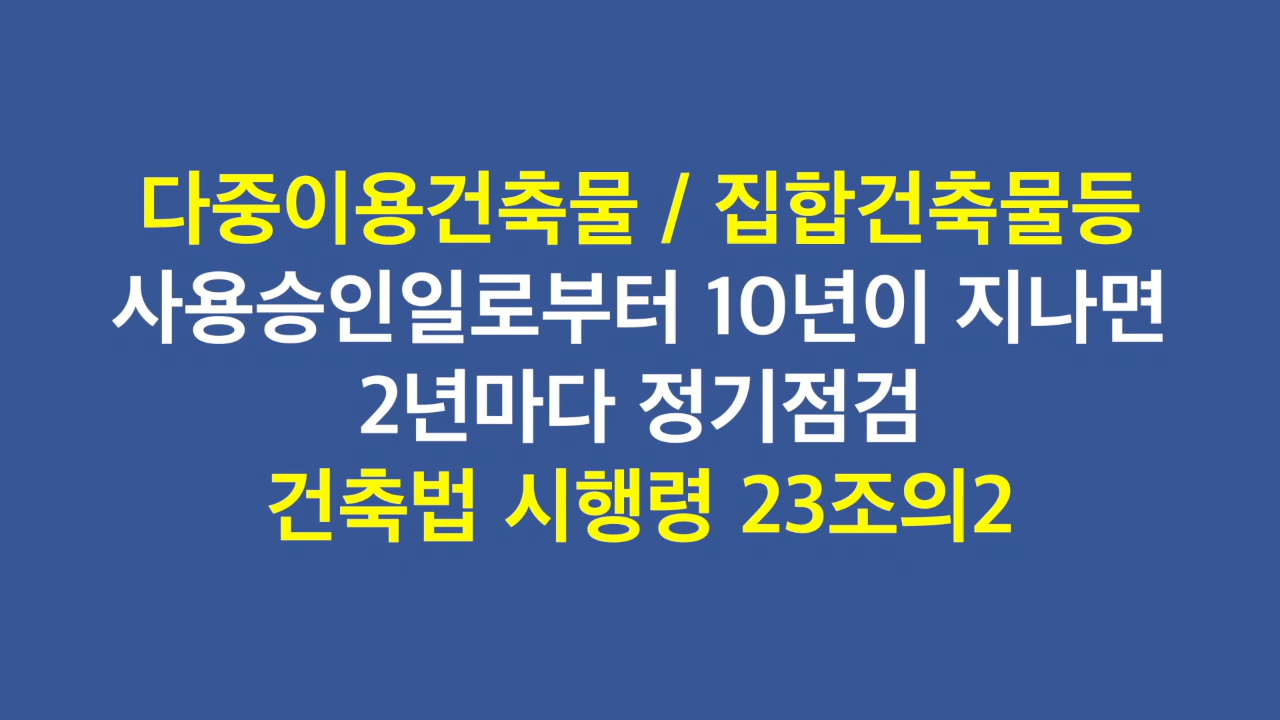 다중이용건축물 / 집합건축물등
사용승인일로부터 10년이 지나면
2년마다 정기점검
건축법 시행령 23조의2